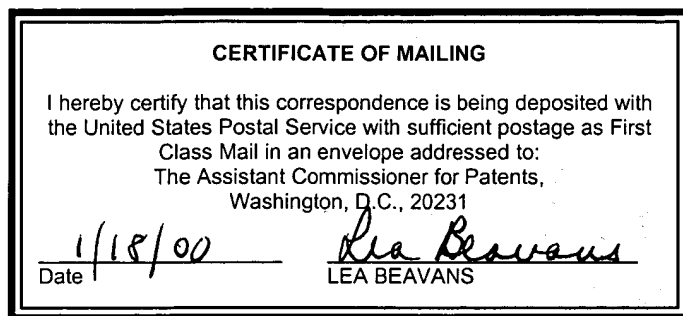 CERTIFICATE OF MAILING
I hereby certify that this correspondence is being deposited with
the United States Postal Service with sufficient postage as First
Class Mail in an envelope addressed to:
The Assistant Commissioner for Patents,
Washington, D.C., 20231
1/18/00 Lea Beavans
Date LEA BEAVANS